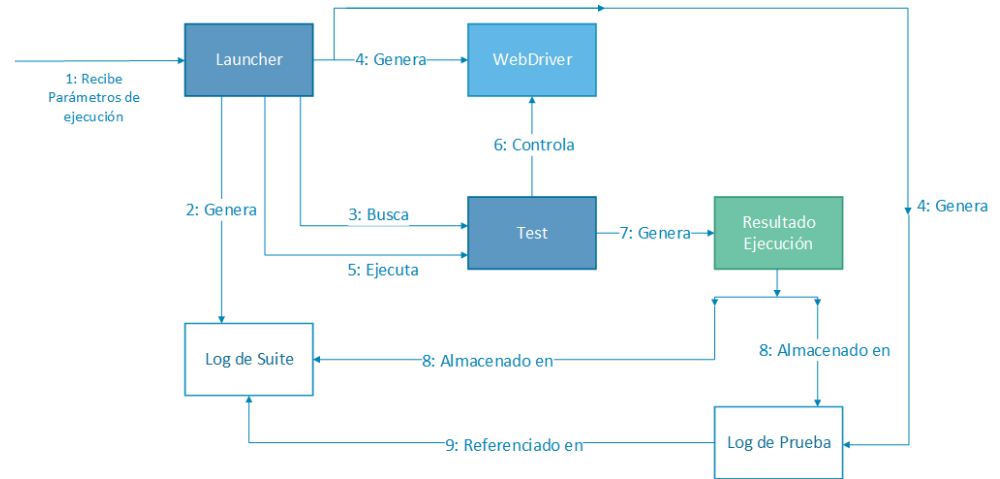 Launcher
4: Genera
WebDriver
1: Recibe
Parámetros de
ejecución
6: Controla
2: Genera
3: Busca
Test
7: Genera
Resultado
Ejecución
4: Genera
5: Ejecuta
Log de Suite
8: Almacenado en
8: Almacenado en
9: Referenciado en
Log de Prueba